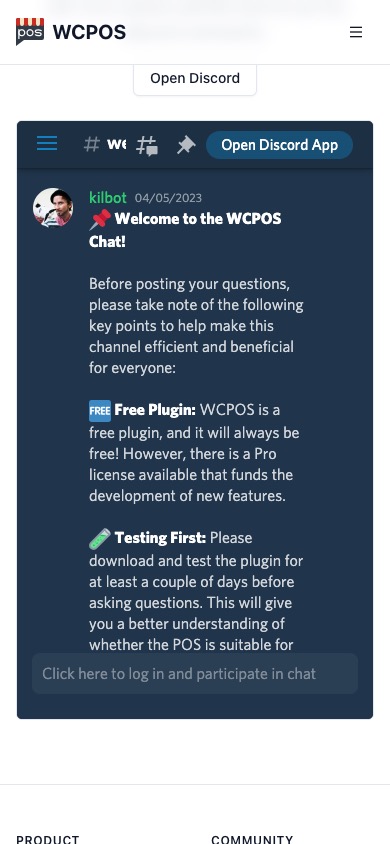 pos WCPOS
Open Discord
# we Open Discord App
kilbot 04/05/2023
Welcome to the WCPOS
Chat!
Before posting your questions,
please take note of the following
key points to help make this
channel efficient and beneficial
for everyone:
FREE Free Plugin: WCPOS is a
free plugin, and it will always be
free! However, there is a Pro
license available that funds the
development of new features.
Testing First: Please
download and test the plugin for
at least a couple of days before
asking questions. This will give
you a better understanding of
whether the POS is suitable for
Click here to log in and participate in chat
PRODUCT COMMUNITY